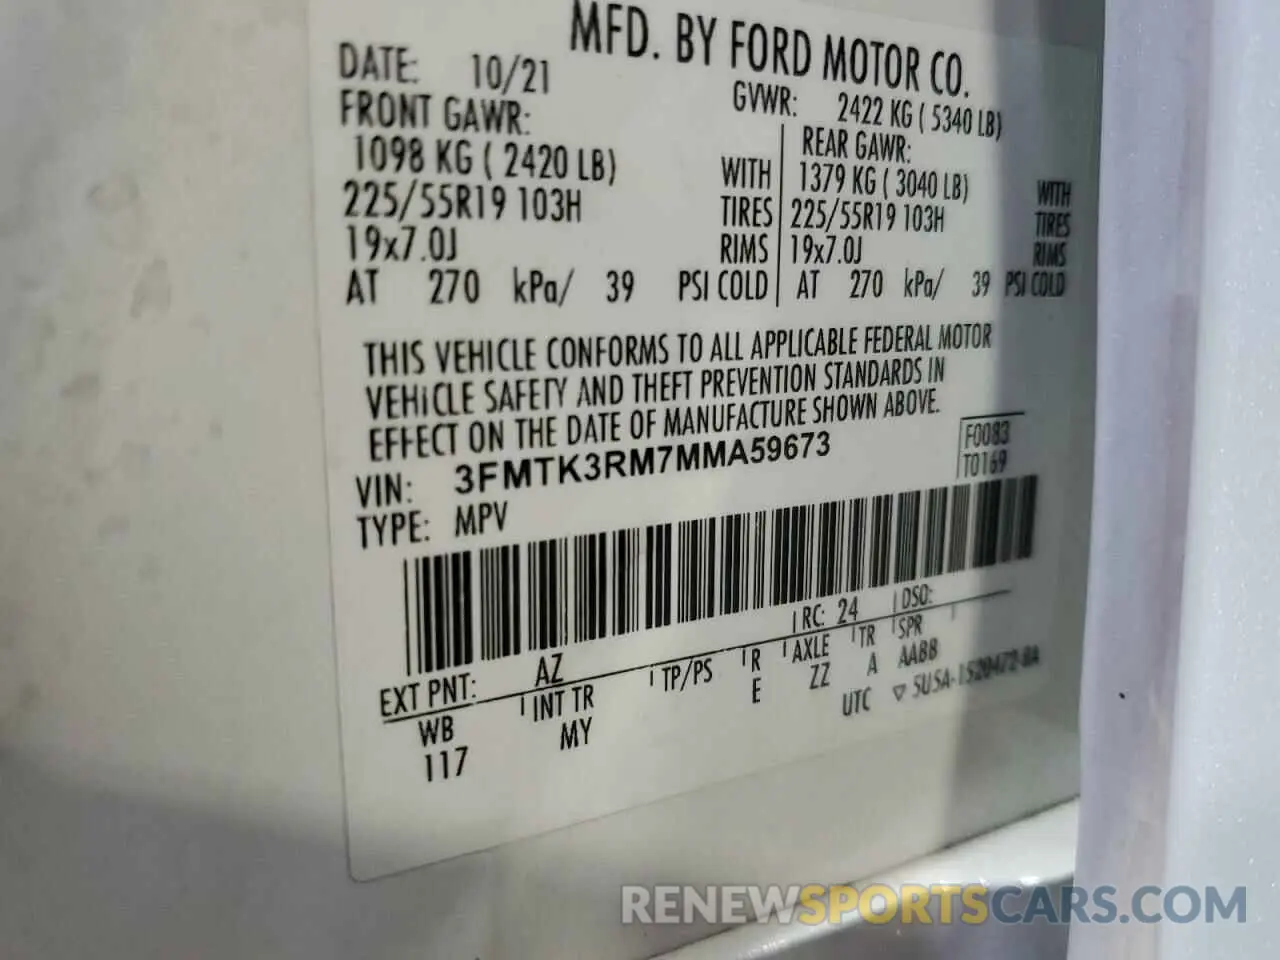 MFD. BY FORD MOTOR CO.
DATE: 10/21
GVWR: 2422 KG ( 5340 LB)
FRONT GAWR:
REAR GAWR:
1098 KG ( 2420 LB)
WITH
1379 KG ( 3040 LB)
WITH
225/55R19 103H
TIRES
225/55R19 103H
TIRES
19x7.0J
RIMS
19x7.0J
RIMS
AT 270 kPa/ 39 PSI COLD
AT 270 kPa/ 39 PSI COLD
THIS VEHICLE CONFORMS TO ALL APPLICABLE FEDERAL MOTOR
VEHICLE SAFETY AND THEFT PREVENTION STANDARDS IN
EFFECT ON THE DATE OF MANUFACTURE SHOWN ABOVE.
F0083
T0169
VIN: 3FMTK3RM7MMA59673
TYPE: MPV
EXT PNT: AZ
RC: 24
DSO:
WB
INT TR
TP/PS
R
AXLE
TR
SPR
117
MY
E
ZZ
A
AABB
UTC
5USA-1520472-BA
RENEWSPORTSCARS.COM